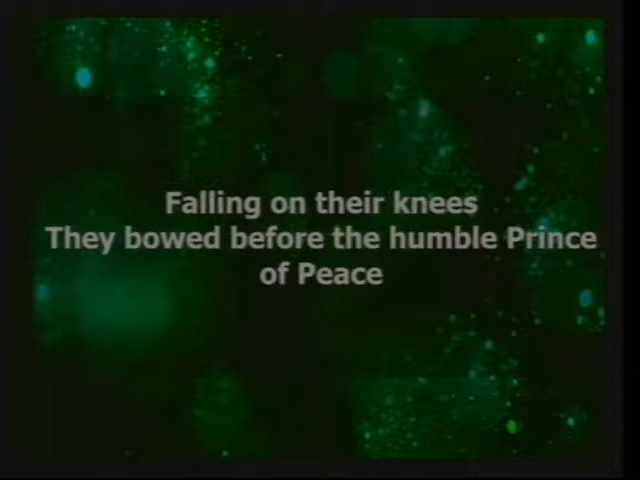 Falling on their knees
They bowed before the humble Prince
of Peace